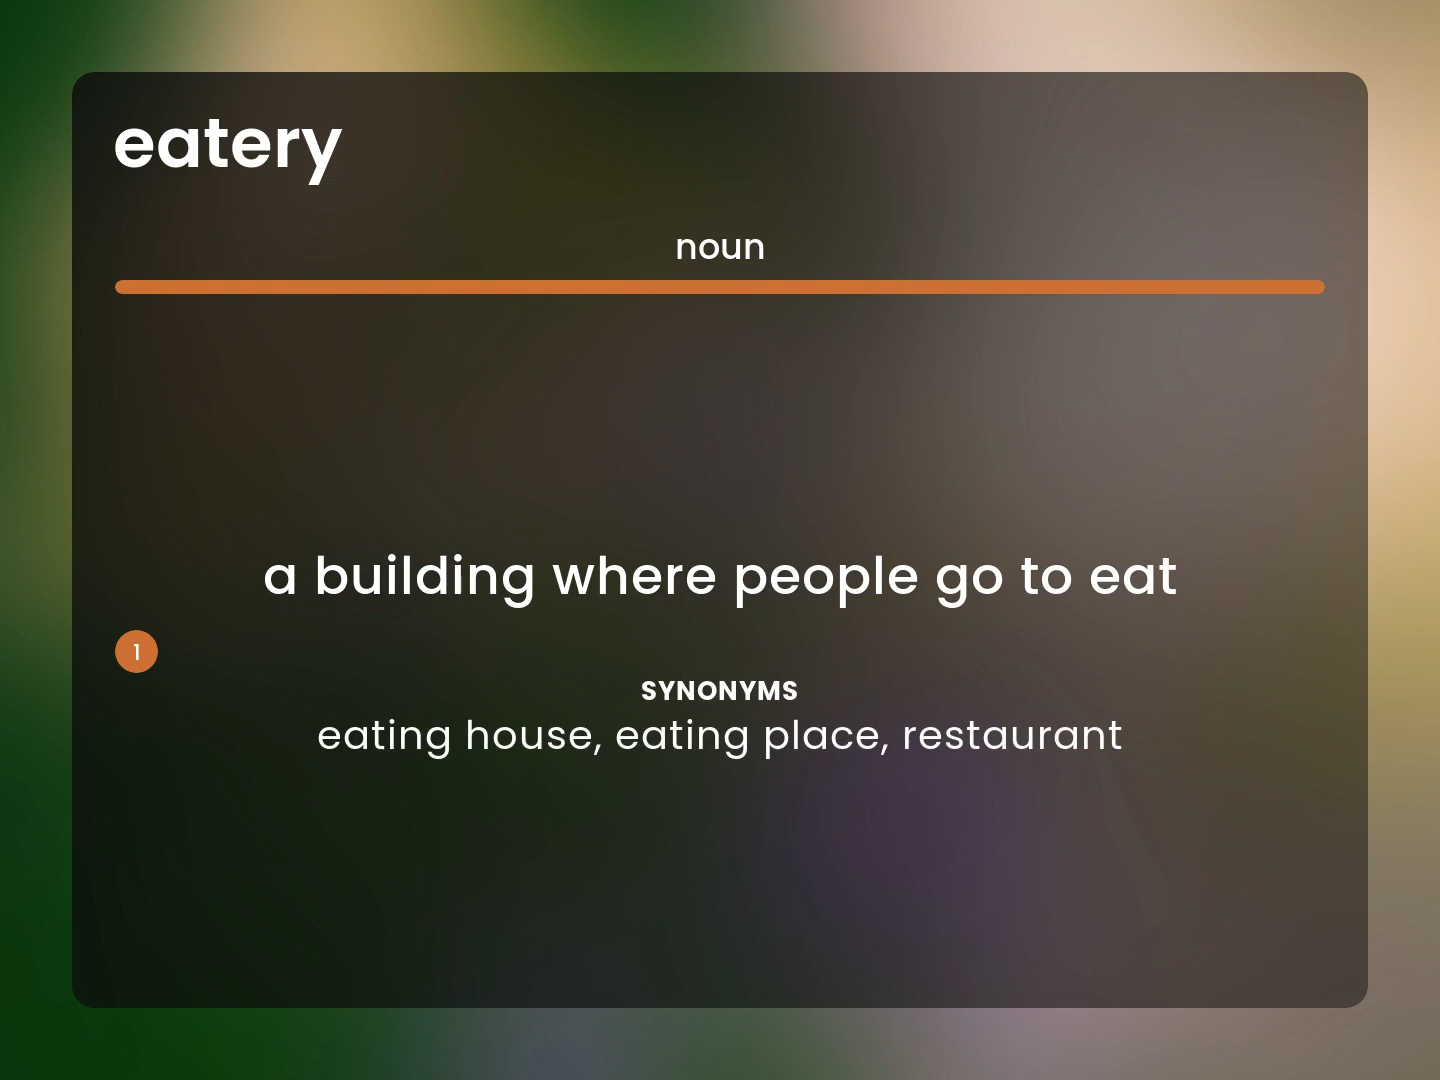 eatery
noun
a building where people go to eat
1
SYNONYMS
eating house, eating place, restaurant